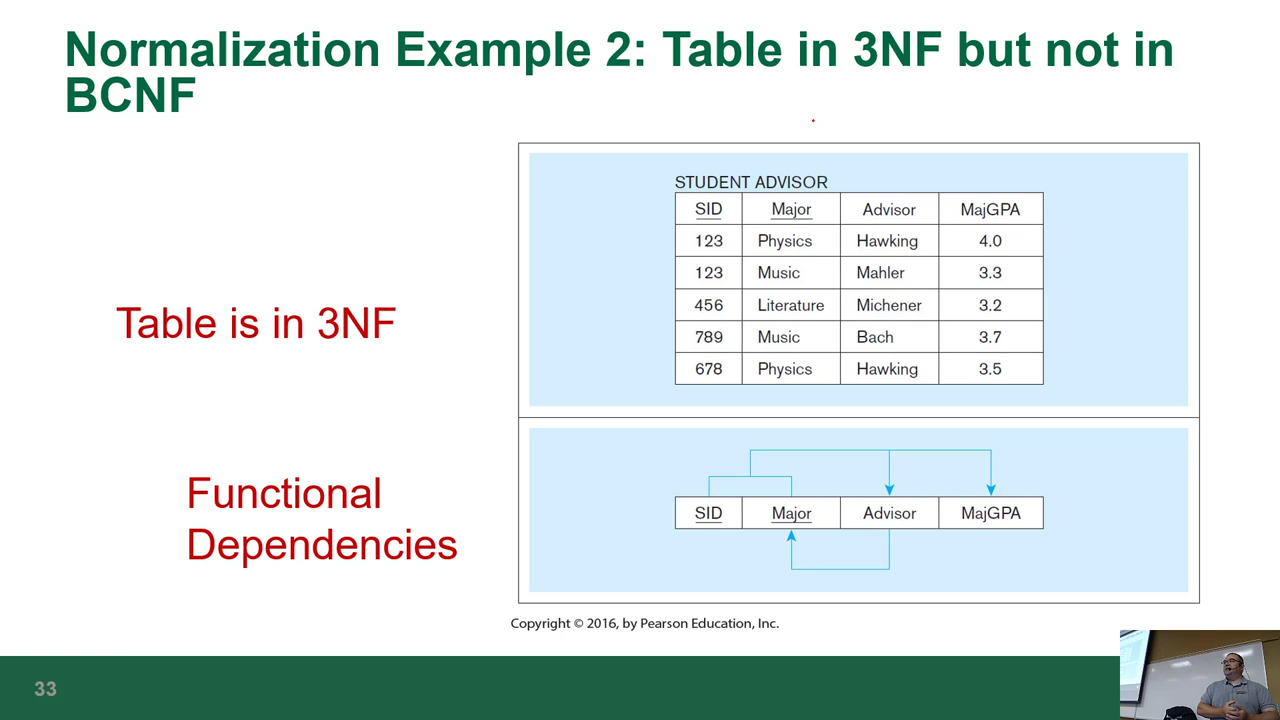 Normalization Example 2: Table in 3NF but not in
BCNF
STUDENT ADVISOR
SID Major Advisor MajGPA
123 Physics Hawking 4.0
123 Music Mahler 3.3
456 Literature Michener 3.2
789 Music Bach 3.7
678 Physics Hawking 3.5
Table is in 3NF
Functional
Dependencies
SID Major Advisor MajGPA
Copyright © 2016, by Pearson Education, Inc.
33